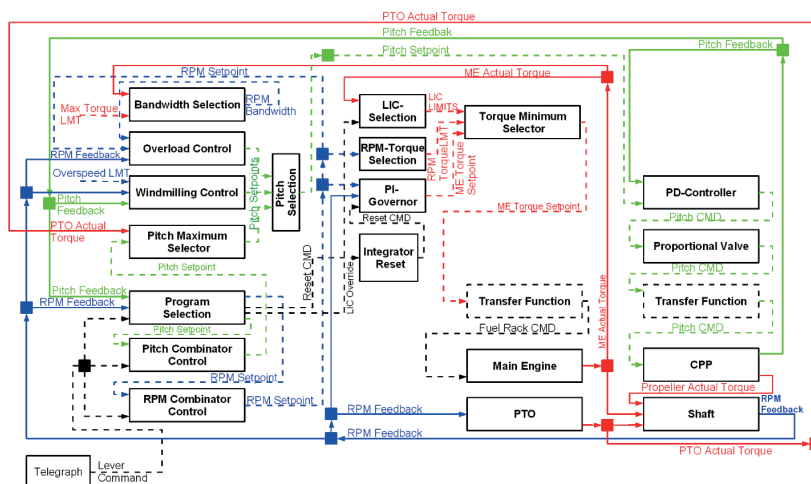 PTO Actual Torque
Pitch Feedbak
Pitch Setpoint
Pitch Feedback
RPM Setpoint
ME Actual Torque
Bandwidth Selection
RPM
Bandwidth
Max Torque
LMT
LIC-
Selection
LIC
LIMITS
Torque Minimum
Selector
RPM Feedback
Overload Control
RPM-Torque
Selection
RPM
TorqueLMT
ME Torque
Setpoint
Overspeed LMT
Windmilling Control
Pitch Setpoints
Pitch
Selection
PI-
Governor
Reset CMD
PD-Controller
Pitch CMD
Pitch
Feedback
PTO Actual
Torque
Pitch Maximum
Selector
Pitch Setpoint
Integrator
Reset
ME Torque Setpoint
Proportional Valve
Pitch CMD
Pitch Feedback
RPM Feedback
Program
Selection
Pitch Setpoint
Reset CMD
LIC Override
Transfer Function
Fuel Rack CMD
ME Actual Torque
Transfer Function
Pitch CMD
Pitch Combinator
Control
RPM Setpoint
Main Engine
CPP
Propeller Actual Torque
RPM Combinator
Control
RPM Setpoint
RPM Feedback
PTO
Shaft
RPM
Feedback
RPM Feedback
PTO Actual Torque
Telegraph
Lever
Command